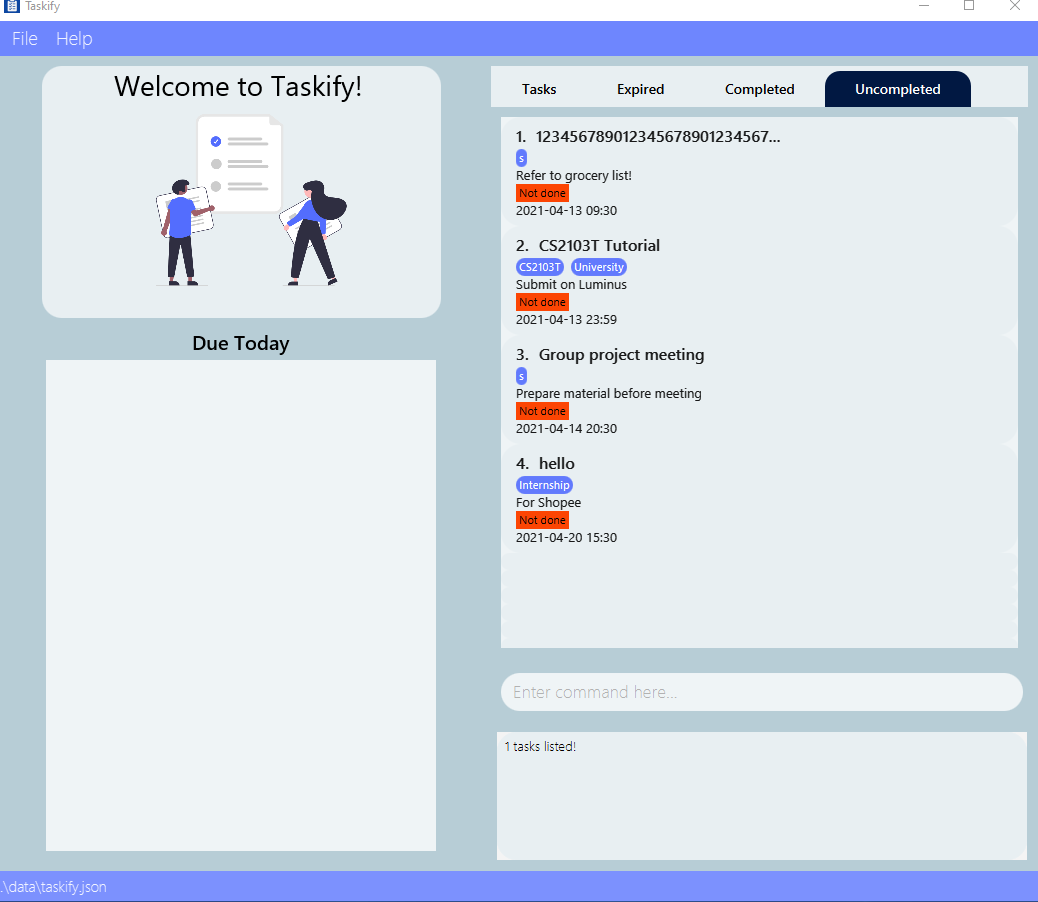 Taskify
File Help
Welcome to Taskify!
Due Today
Tasks Expired Completed Uncompleted
1. 123456789012345678901234567...
s
Refer to grocery list!
Not done
2021-04-13 09:30
2. CS2103T Tutorial
CS2103T University
Submit on Luminus
Not done
2021-04-13 23:59
3. Group project meeting
s
Prepare material before meeting
Not done
2021-04-14 20:30
4. hello
Internship
For Shopee
Not done
2021-04-20 15:30
Enter command here...
1 tasks listed!
.\data\taskify.json